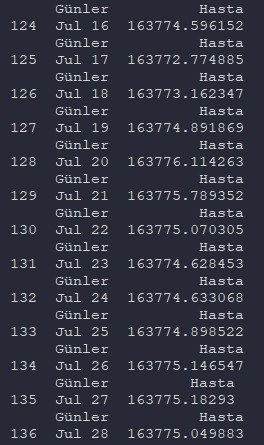 Günler Hasta
124 Jul 16 163774.596152
Günler Hasta
125 Jul 17 163772.774885
Günler Hasta
126 Jul 18 163773.162347
Günler Hasta
127 Jul 19 163774.891869
Günler Hasta
128 Jul 20 163776.114263
Günler Hasta
129 Jul 21 163775.789352
Günler Hasta
130 Jul 22 163775.070305
Günler Hasta
131 Jul 23 163774.628453
Günler Hasta
132 Jul 24 163774.633068
Günler Hasta
133 Jul 25 163774.898522
Günler Hasta
134 Jul 26 163775.146547
Günler Hasta
135 Jul 27 163775.18293
Günler Hasta
136 Jul 28 163775.049883